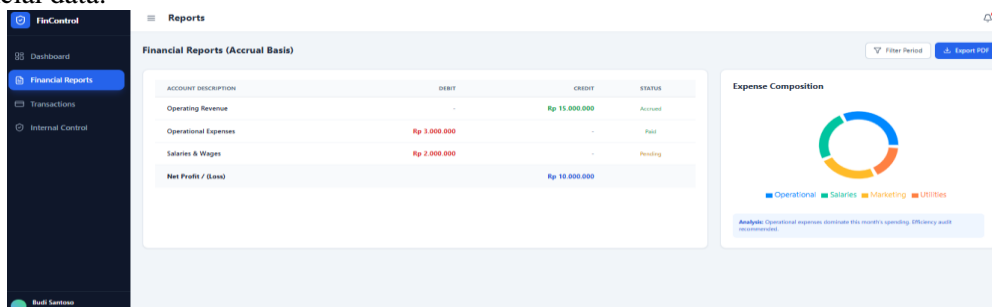 cial data.
FinControl
Reports
Dashboard
Financial Reports
Transactions
Internal Control
Budi Santoso
Financial Reports (Accrual Basis)
Filter Period
Export PDF
ACCOUNT DESCRIPTION DEBIT CREDIT STATUS
Operating Revenue - Rp 15.000.000 Accrued
Operational Expenses Rp 3.000.000 - Paid
Salaries & Wages Rp 2.000.000 - Pending
Net Profit / (Loss) Rp 10.000.000
Expense Composition
Operational Salaries Marketing Utilities
Analysis: Operational expenses dominate this month's spending. Efficiency audit
recommended.